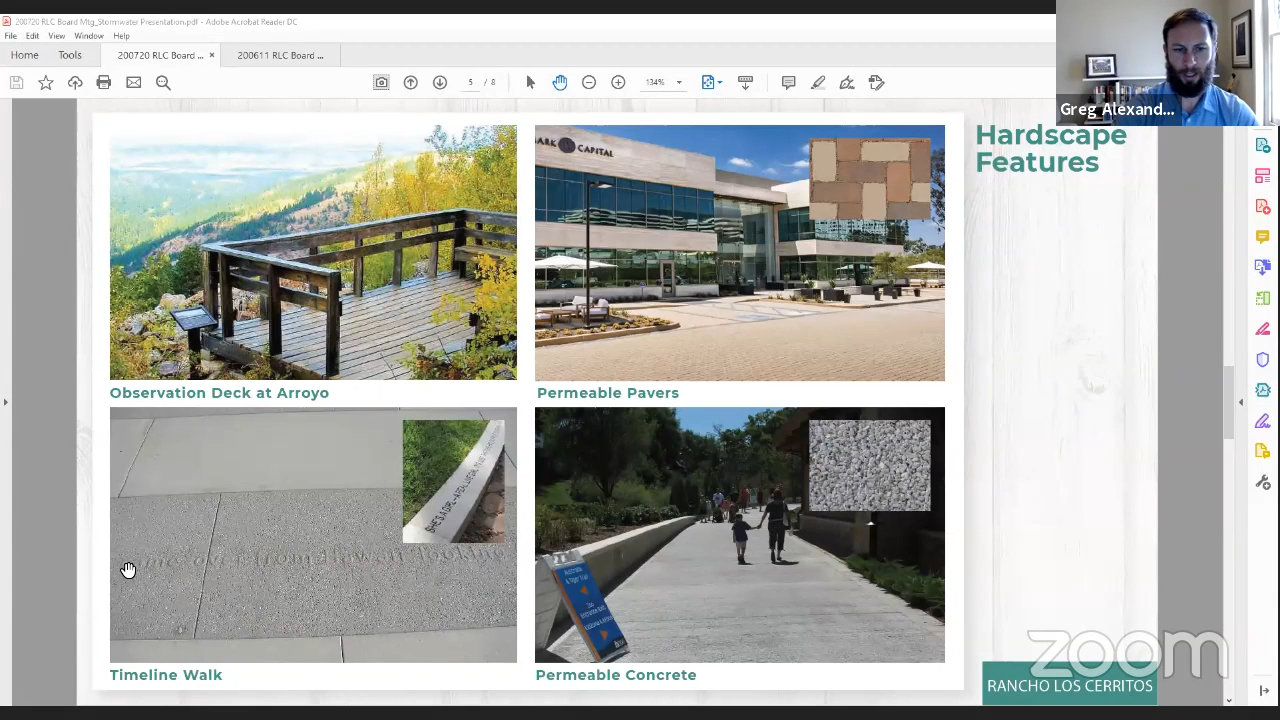 200720 RLC Board Mtg_Stormwater Presentation.pdf - Adobe Acrobat Reader DC
File Edit View Window Help
Home Tools 200720 RLC Board ... × 200611 RLC Board ...
5 / 8 134%
Greg Alexand...
Hardscape
Features
ARK CAPITAL
Observation Deck at Arroyo
Permeable Pavers
Timeline Walk
Permeable Concrete
zoom
RANCHO LOS CERRITOS